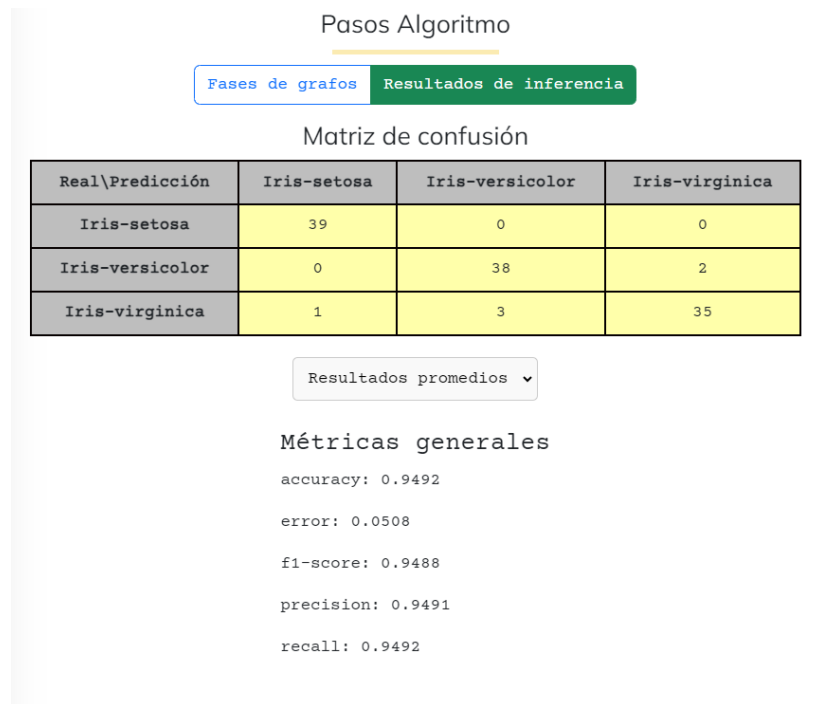 Pasos Algoritmo
Fases de grafos Resultados de inferencia
Matriz de confusión
Real\Predicción Iris-setosa Iris-versicolor Iris-virginica
Iris-setosa 39 0 0
Iris-versicolor 0 38 2
Iris-virginica 1 3 35
Resultados promedios
Métricas generales
accuracy: 0.9492
error: 0.0508
f1-score: 0.9488
precision: 0.9491
recall: 0.9492